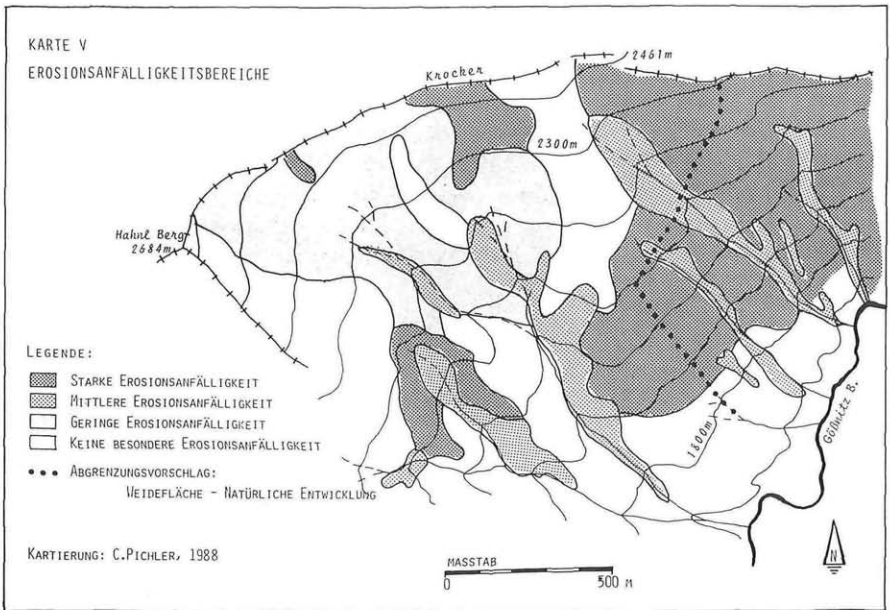 KARTE V
EROSIONSANFÄLLIGKEITSBEREICHE
Krocker
2461m
2300m
Hahnl Berg
2684m
LEGENDE:
STARKE EROSIONSANFÄLLIGKEIT
MITTLERE EROSIONSANFÄLLIGKEIT
GERINGE EROSIONSANFÄLLIGKEIT
KEINE BESONDERE EROSIONSANFÄLLIGKEIT
ABGRENZUNGSVORSCHLAG:
WEIDEFLÄCHE - NATÜRLICHE ENTWICKLUNG
1800m
Gößnitz B.
KARTIERUNG: C.PICHLER, 1988
MASSTAB
0 500 M
N